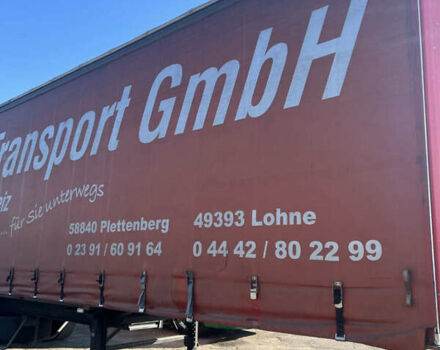 Transport GmbH
eiz
... für Sie unterwegs
58840 Plettenberg
0 23 91 / 60 91 64
49393 Lohne
0 44 42 / 80 22 99